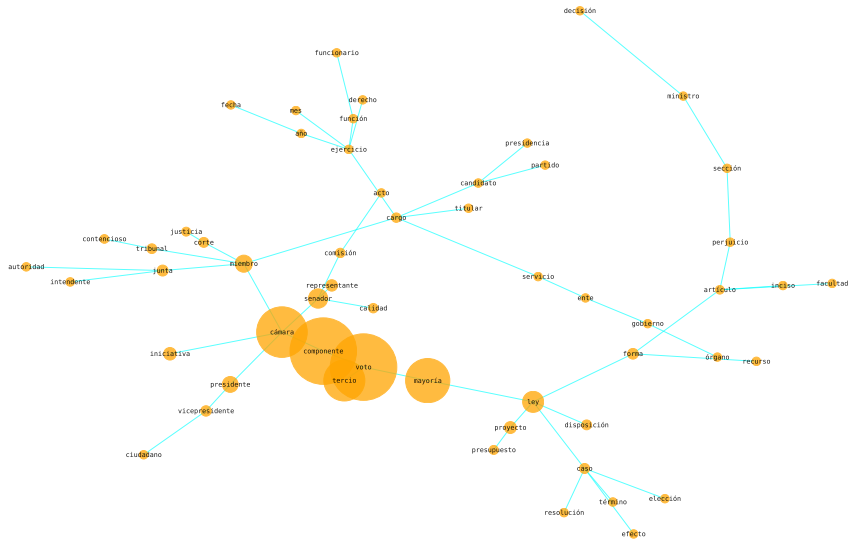 decisión
funcionario
ministro
derecho
fecha
mes
función
año
presidencia
ejercicio
partido
sección
candidato
acto
titular
cargo
justicia
contencioso
corte
perjuicio
tribunal
comisión
miembro
autoridad
junta
servicio
intendente
representante
inciso
facultad
artículo
senador
ente
calidad
gobierno
cámara
componente
iniciativa
forma
órgano
recurso
voto
tercio
mayoría
presidente
ley
vicepresidente
disposición
proyecto
presupuesto
ciudadano
caso
elección
término
resolución
efecto